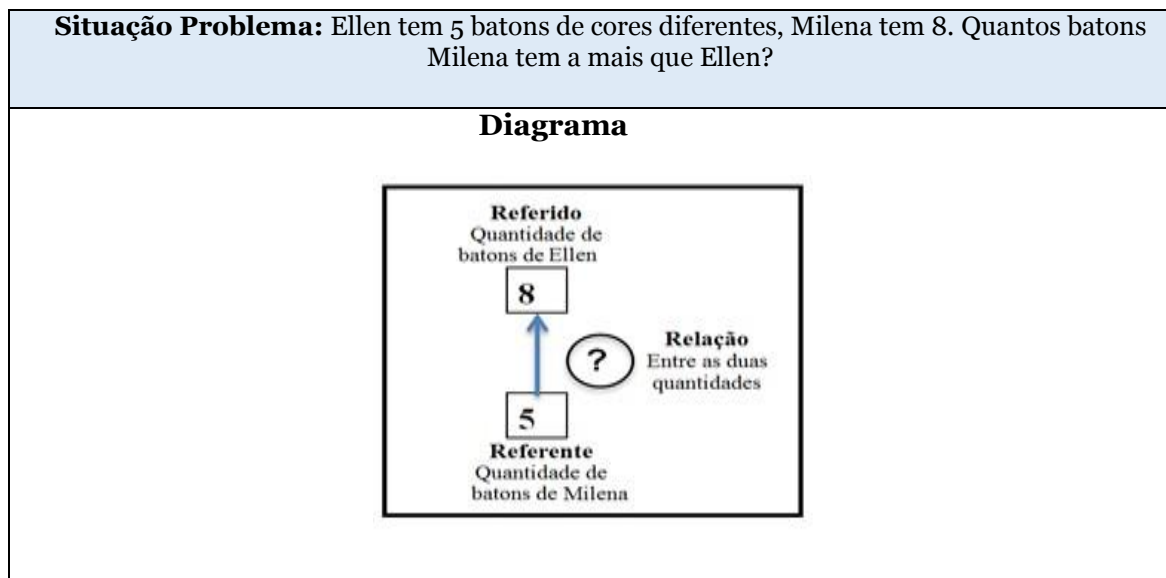 Situação Problema: Ellen tem 5 batons de cores diferentes, Milena tem 8. Quantos batons
Milena tem a mais que Ellen?
Diagrama
Referido
Quantidade de
batons de Ellen
8
?
Relação
Entre as duas
quantidades
5
Referente
Quantidade de
batons de Milena